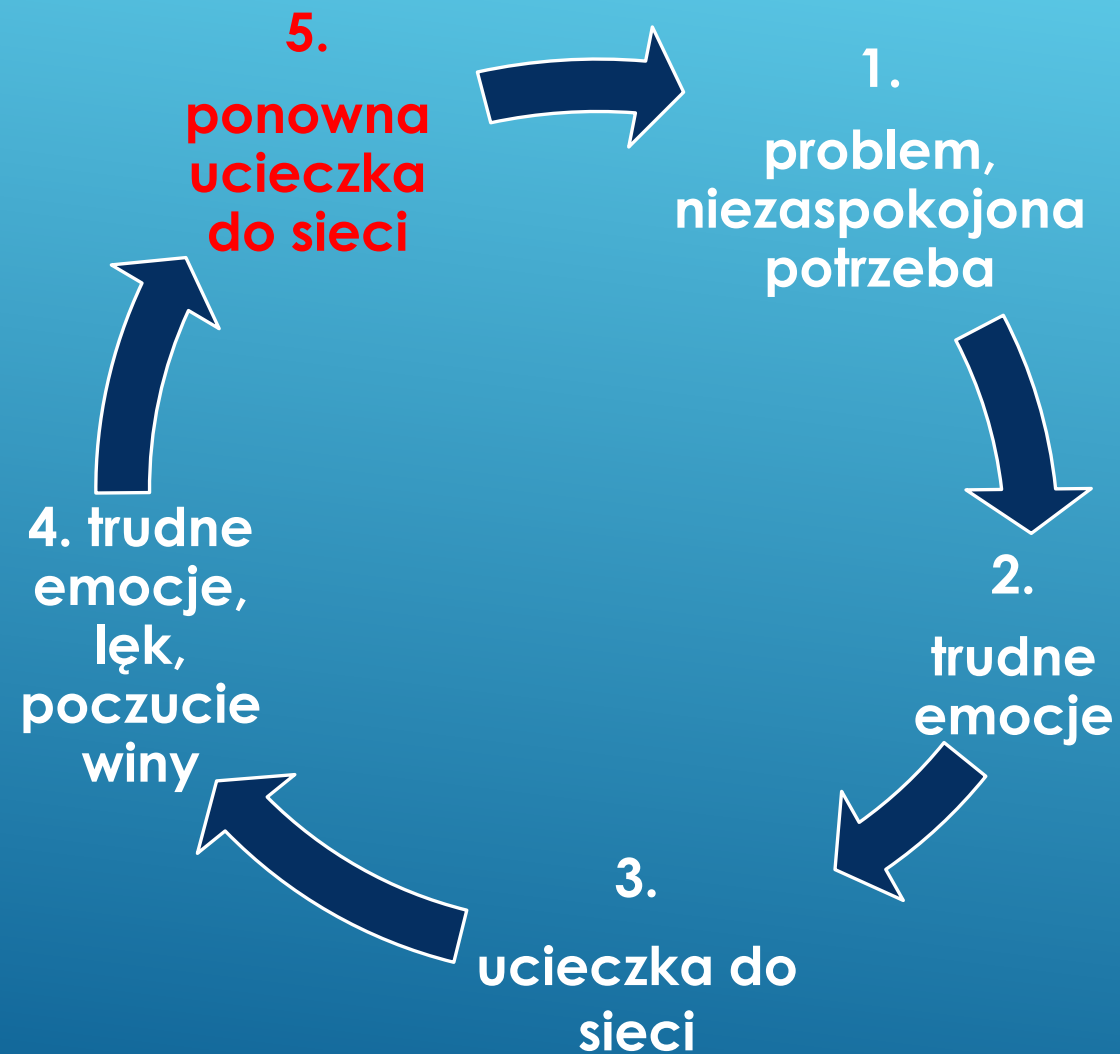 1.
problem,
niezaspokojona
potrzeba
2.
trudne
emocje
3.
ucieczka do
sieci
4. trudne
emocje,
lęk,
poczucie
winy
5.
ponowna
ucieczka
do sieci